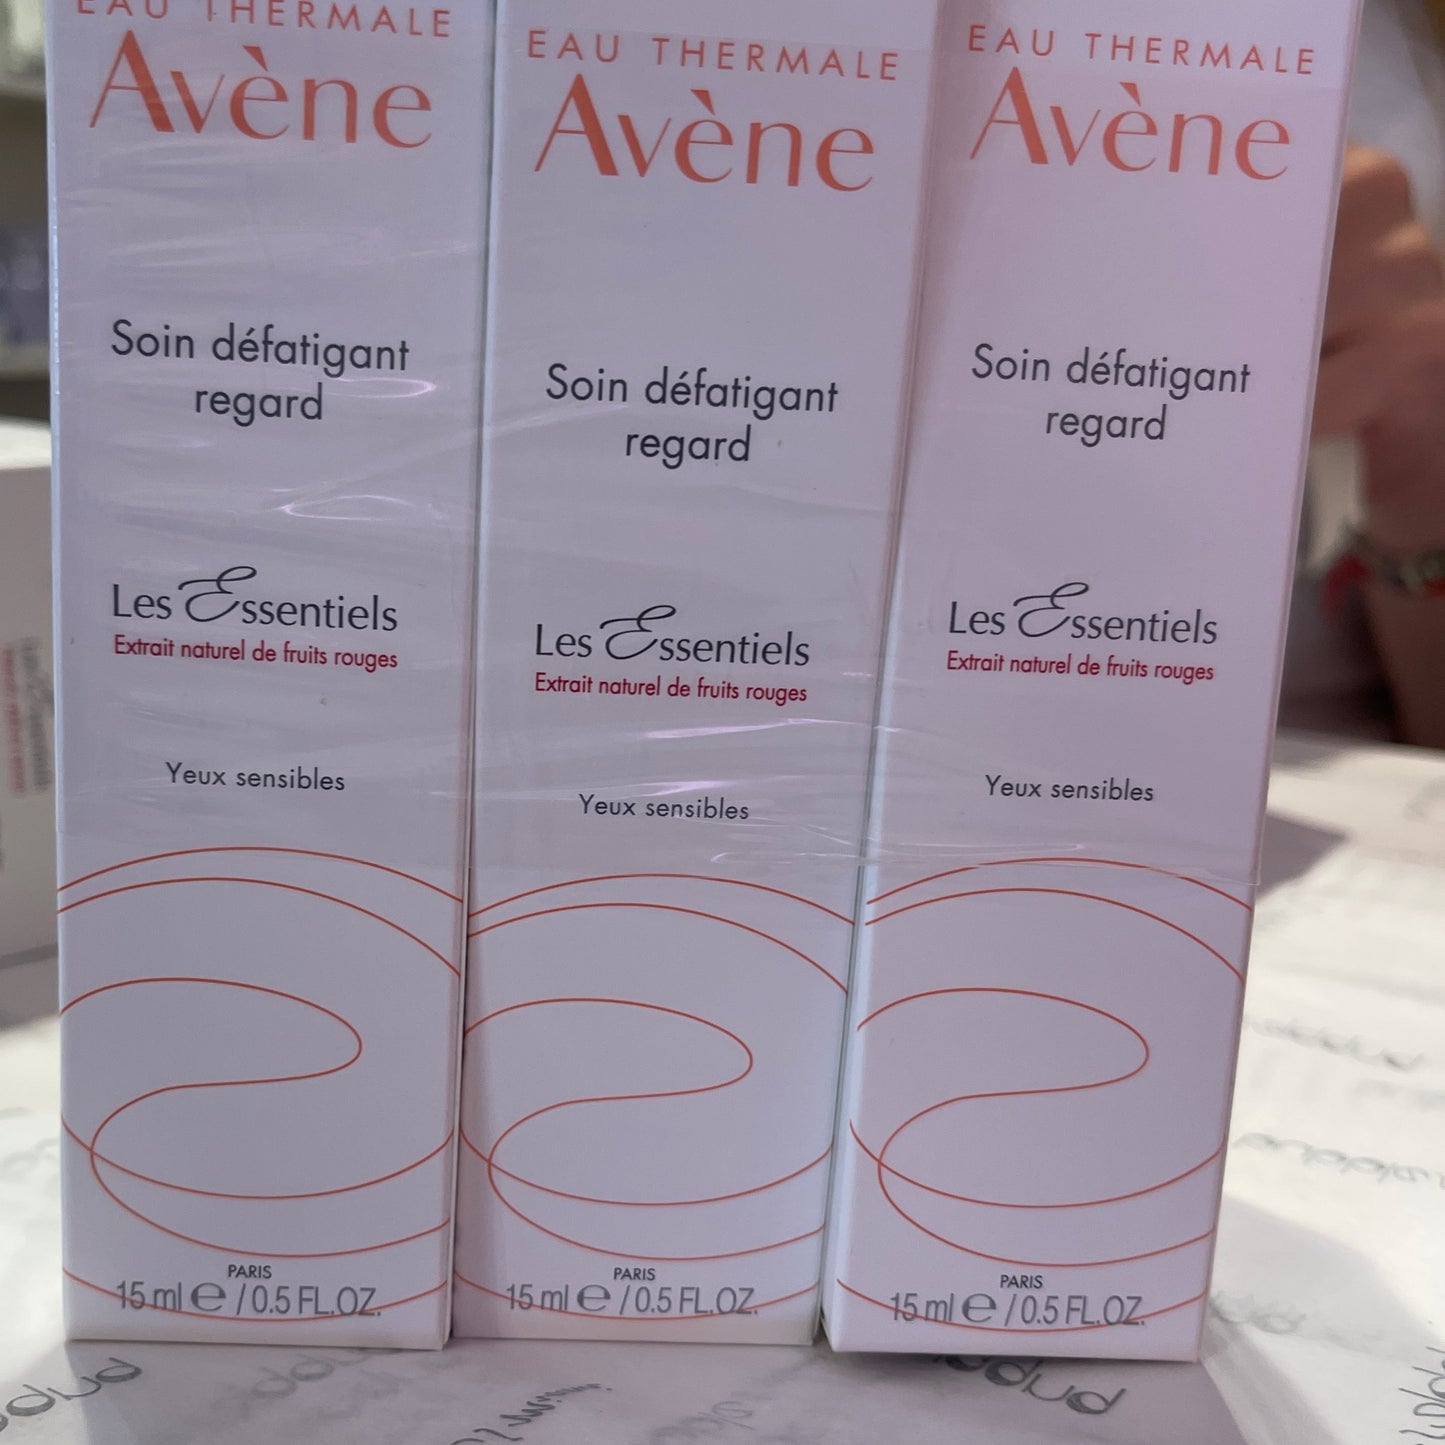 EAU THERMALE
Avène
Soin défatigant
regard
Les Essentiels
Extrait naturel de fruits rouges
Yeux sensibles
PARIS
15 ml e / 0.5 FL.OZ.
EAU THERMALE
Avène
Soin défatigant
regard
Les Essentiels
Extrait naturel de fruits rouges
Yeux sensibles
PARIS
15 ml e / 0.5 FL.OZ.
EAU THERMALE
Avène
Soin défatigant
regard
Les Essentiels
Extrait naturel de fruits rouges
Yeux sensibles
PARIS
15 ml e / 0.5 FL.OZ.